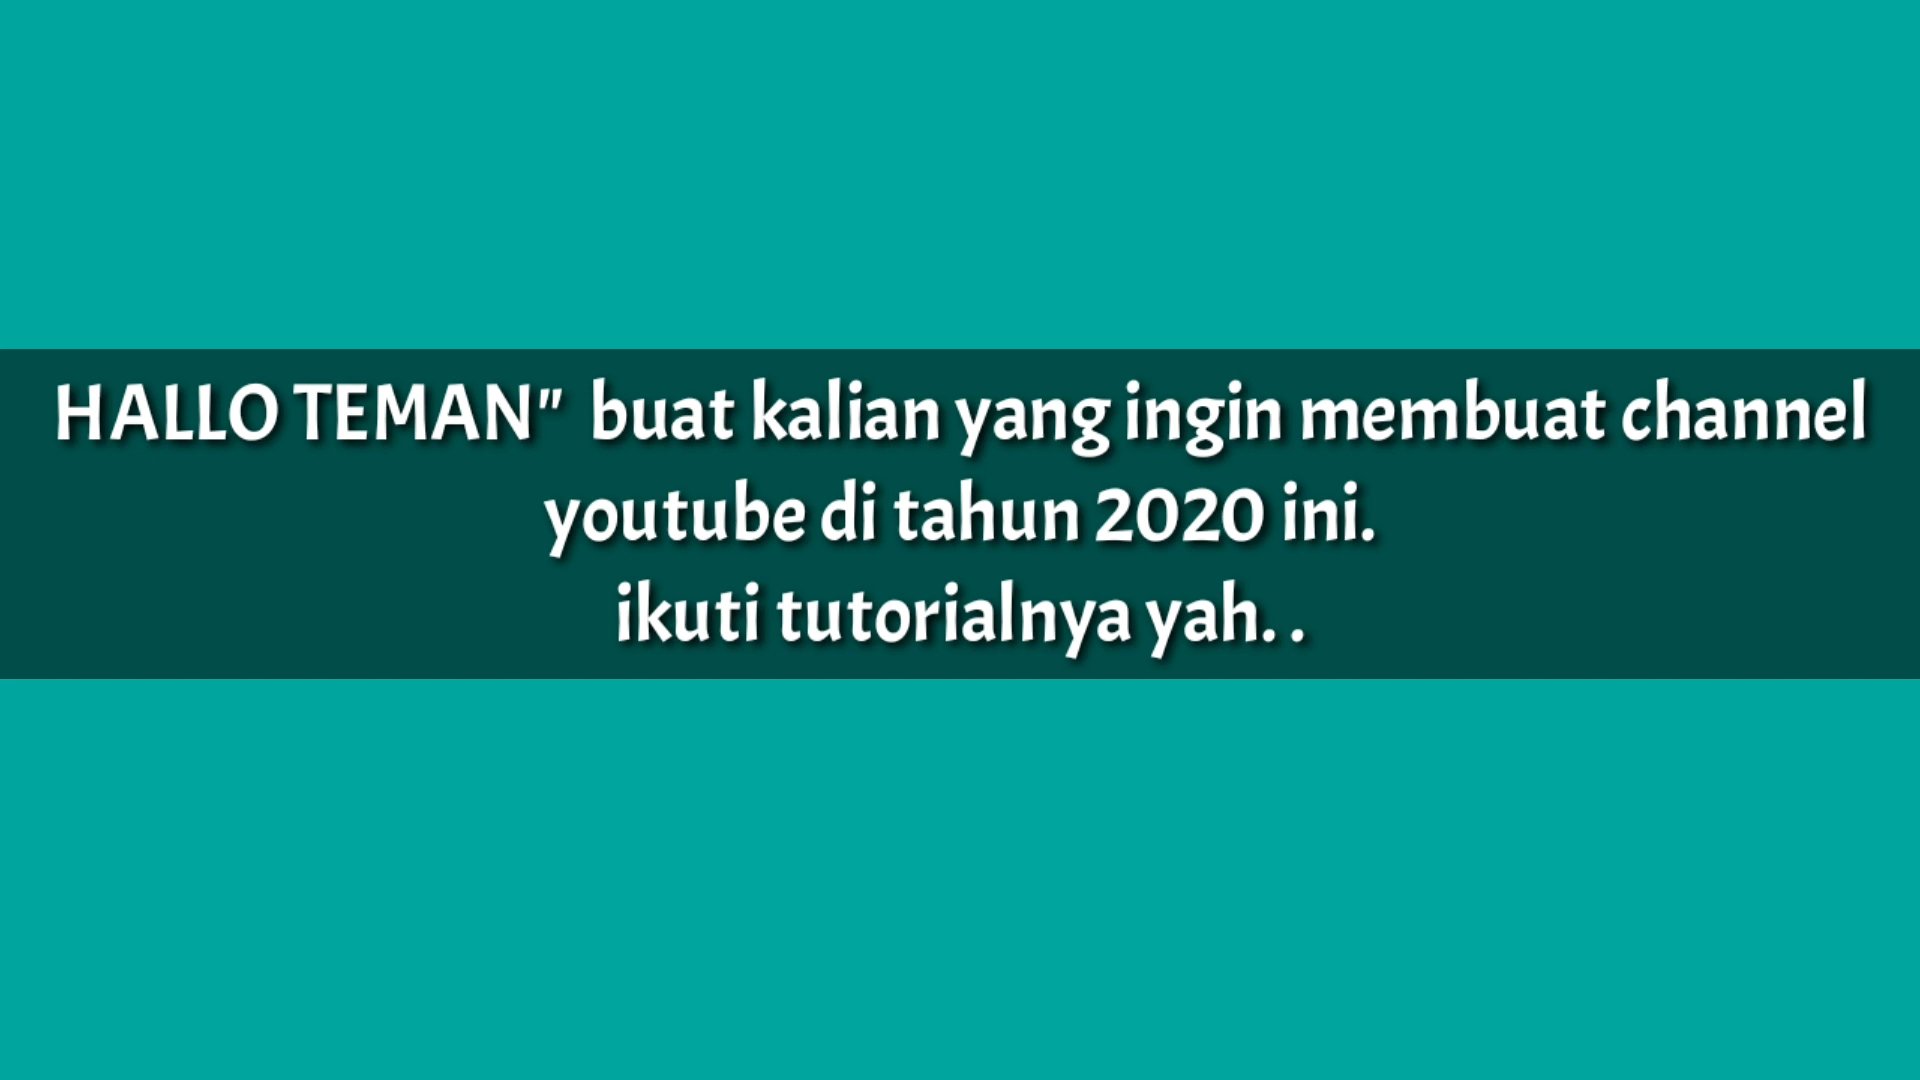 HALLO TEMAN" buat kalian yang ingin membuat channel
youtube di tahun 2020 ini.
ikuti tutorialnya yah. .